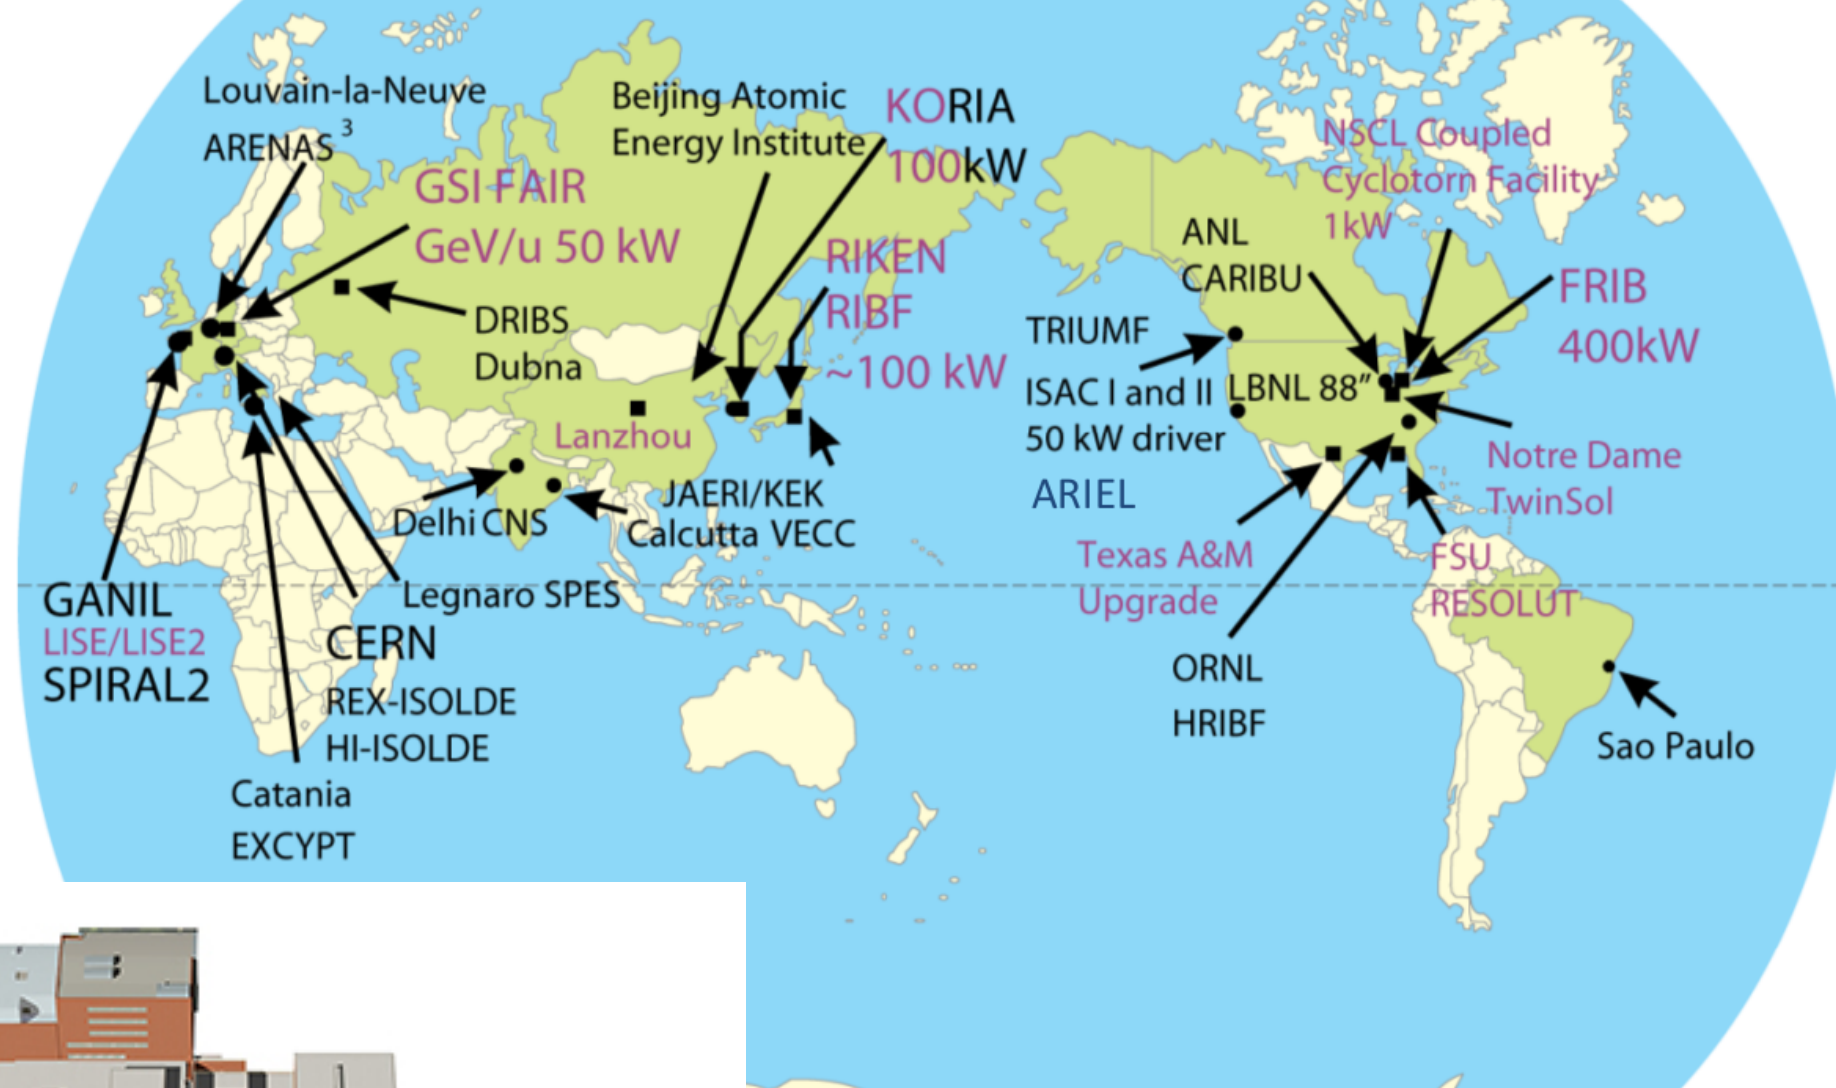 Louvain-la-Neuve
ARENAS 3
GSI FAIR
GeV/u 50 kW
DRIBS
Dubna
Beijing Atomic
Energy Institute
KORIA
100kW
RIKEN
RIBF
~100 kW
Lanzhou
JAERI/KEK
Delhi CNS
Calcutta VECC
GANIL
LISE/LISE2
SPIRAL2
Legnaro SPES
CERN
REX-ISOLDE
HI-ISOLDE
Catania
EXCYPT
NSCL Coupled
Cyclotorn Facility
1kW
ANL
CARIBU
FRIB
400kW
TRIUMF
ISAC I and II
50 kW driver
ARIEL
LBNL 88”
Notre Dame
TwinSol
Texas A&M
Upgrade
FSU
RESOLUT
ORNL
HRIBF
Sao Paulo